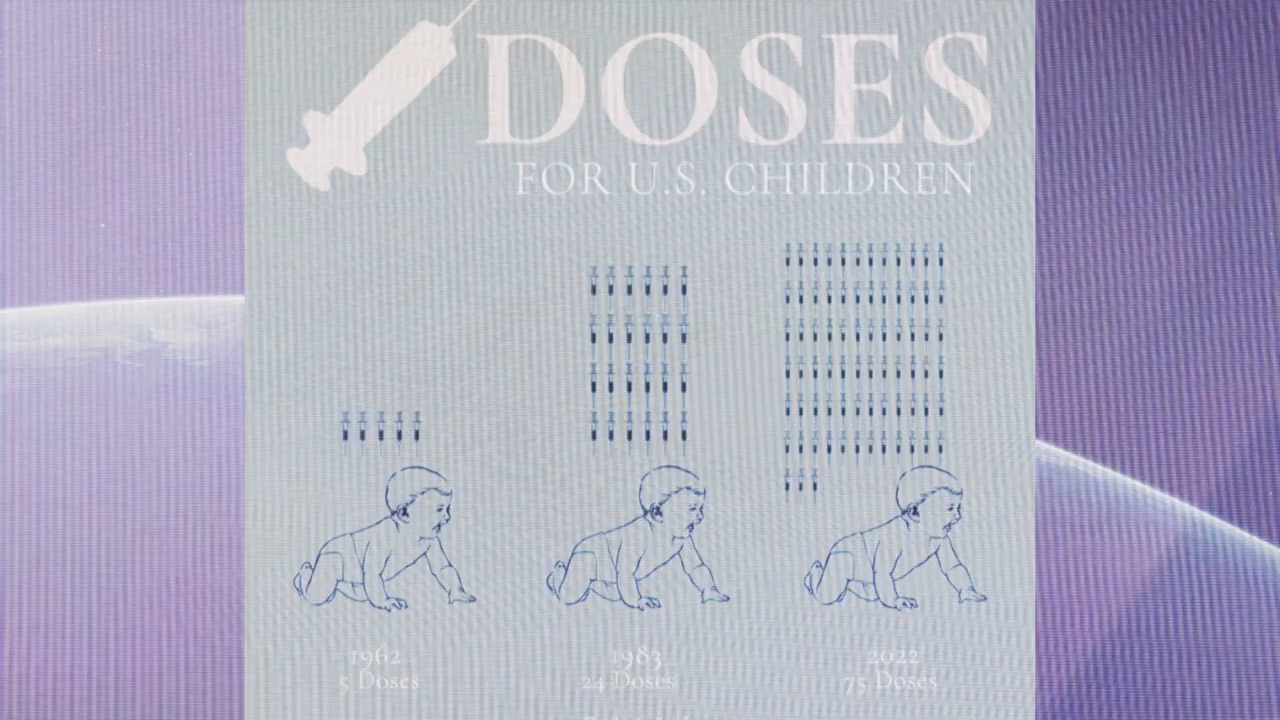 DOSES
FOR U.S. CHILDREN
1962
5 Doses
1983
24 Doses
2022
75 Doses